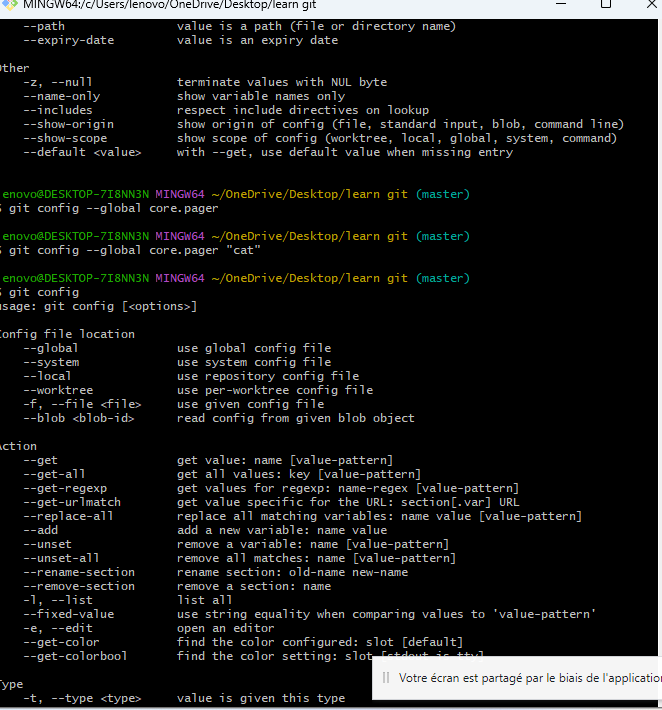 MINGW64:/c/Users/lenovo/OneDrive/Desktop/learn git
--path value is a path (file or directory name)
--expiry-date value is an expiry date
Other
-z, --null terminate values with NUL byte
--name-only show variable names only
--includes respect include directives on lookup
--show-origin show origin of config (file, standard input, blob, command line)
--show-scope show scope of config (worktree, local, global, system, command)
--default <value> with --get, use default value when missing entry
enovo@DESKTOP-7I8NN3N MINGW64 ~/OneDrive/Desktop/learn git (master)
$ git config --global core.pager
enovo@DESKTOP-7I8NN3N MINGW64 ~/OneDrive/Desktop/learn git (master)
$ git config --global core.pager "cat"
enovo@DESKTOP-7I8NN3N MINGW64 ~/OneDrive/Desktop/learn git (master)
$ git config
usage: git config [<options>]
Config file location
--global use global config file
--system use system config file
--local use repository config file
--worktree use per-worktree config file
-f, --file <file> use given config file
--blob <blob-id> read config from given blob object
Action
--get get value: name [value-pattern]
--get-all get all values: key [value-pattern]
--get-regexp get values for regexp: name-regex [value-pattern]
--get-urlmatch get value specific for the URL: section[.var] URL
--replace-all replace all matching variables: name value [value-pattern]
--add add a new variable: name value
--unset remove a variable: name [value-pattern]
--unset-all remove all matches: name [value-pattern]
--rename-section rename section: old-name new-name
--remove-section remove a section: name
-l, --list list all
--fixed-value use string equality when comparing values to 'value-pattern'
-e, --edit open an editor
--get-color find the color configured: slot [default]
--get-colorbool find the color setting: slot [stdout-is-tty]
Votre écran est partagé par le biais de l'application
Type
-t, --type <type> value is given this type